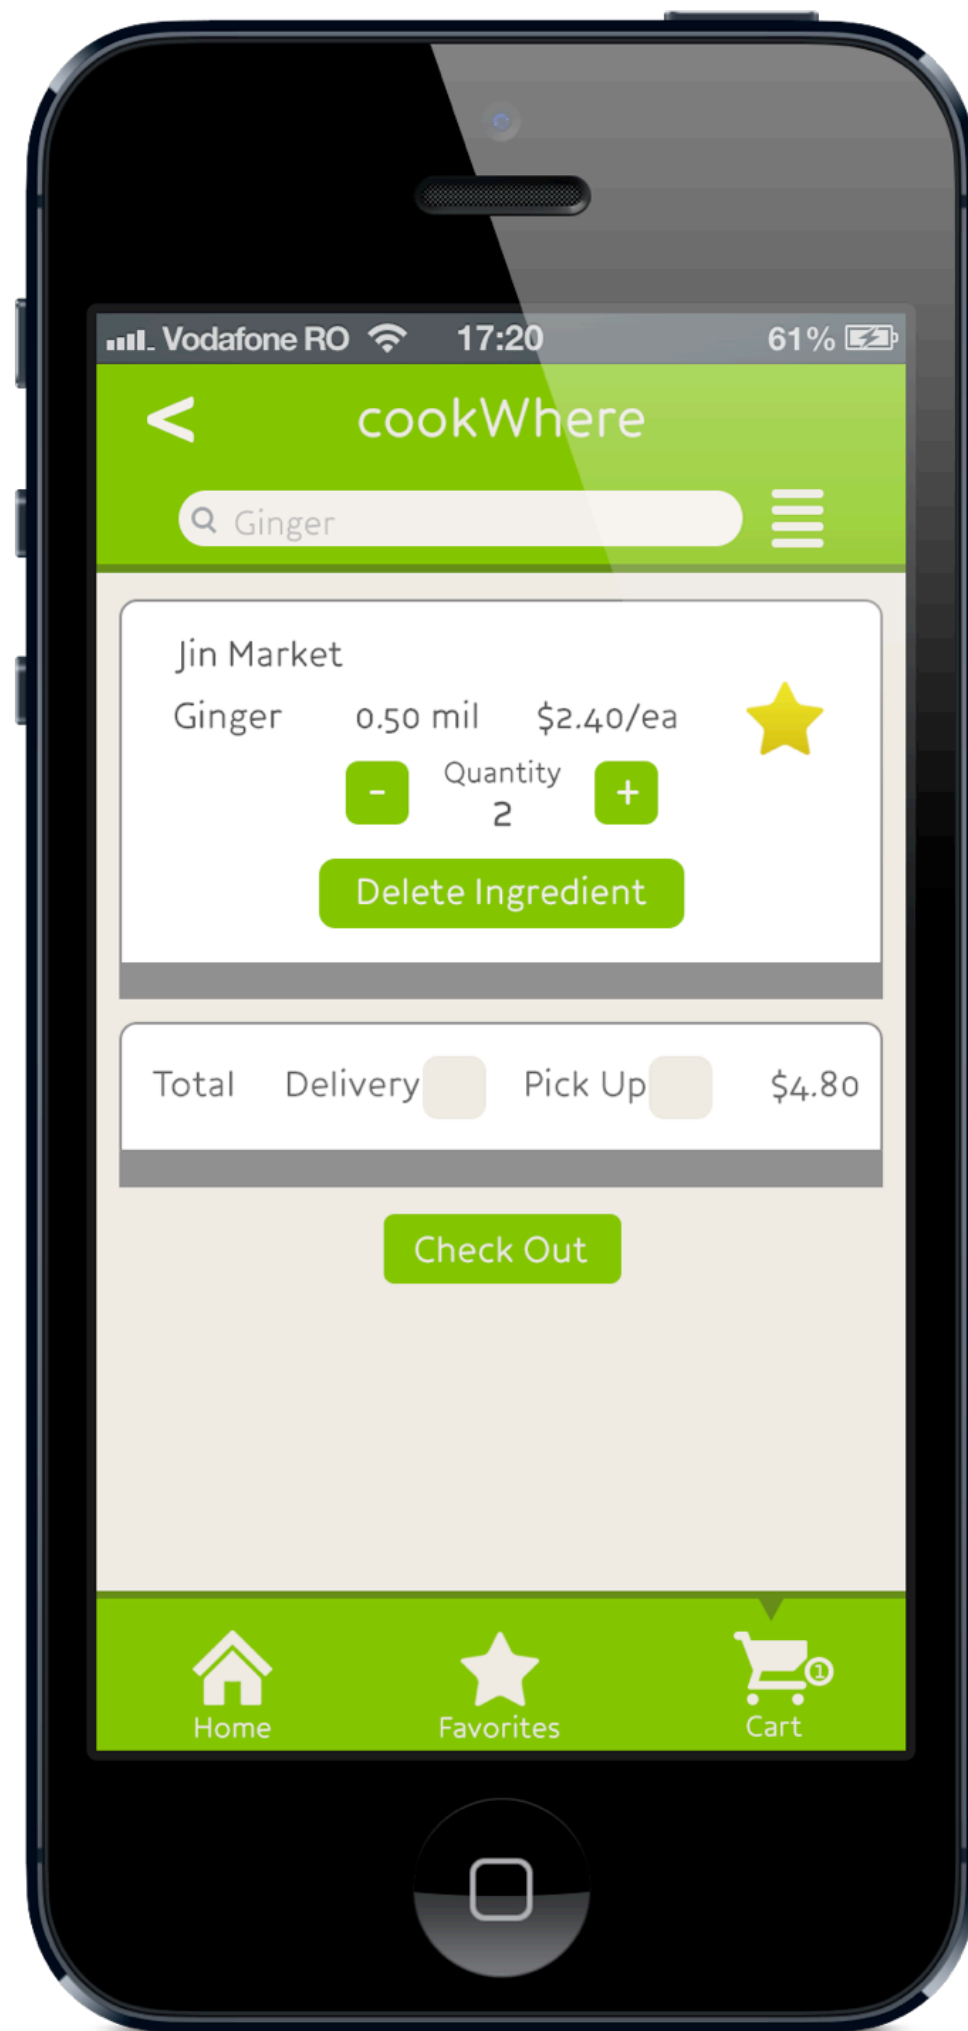 Vodafone RO 17:20 61%
< cookWhere
Ginger
Jin Market
Ginger 0.50 mil $2.40/ea
Quantity
- 2 +
Delete Ingredient
Total Delivery Pick Up $4.80
Check Out
1
Home Favorites Cart